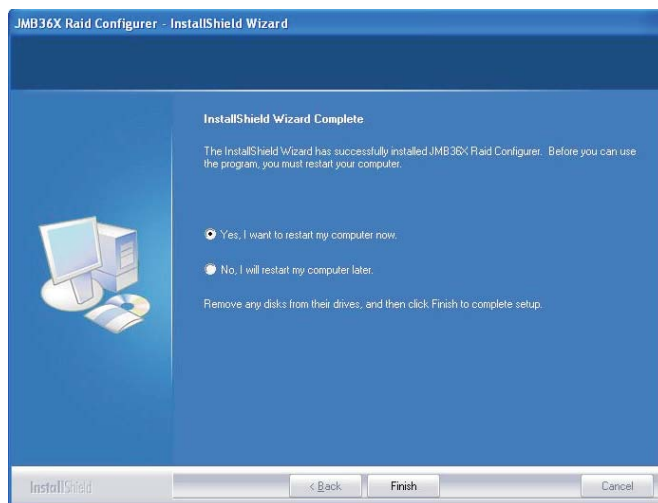 JMB36X Raid Configurer - InstallShield Wizard
InstallShield Wizard Complete
The InstallShield Wizard has successfully installed JMB36X Raid Configurer. Before you can use
the program, you must restart your computer.
Yes, I want to restart my computer now.
No, I will restart my computer later.
Remove any disks from their drives, and then click Finish to complete setup.
InstallShield
< Back
Finish
Cancel